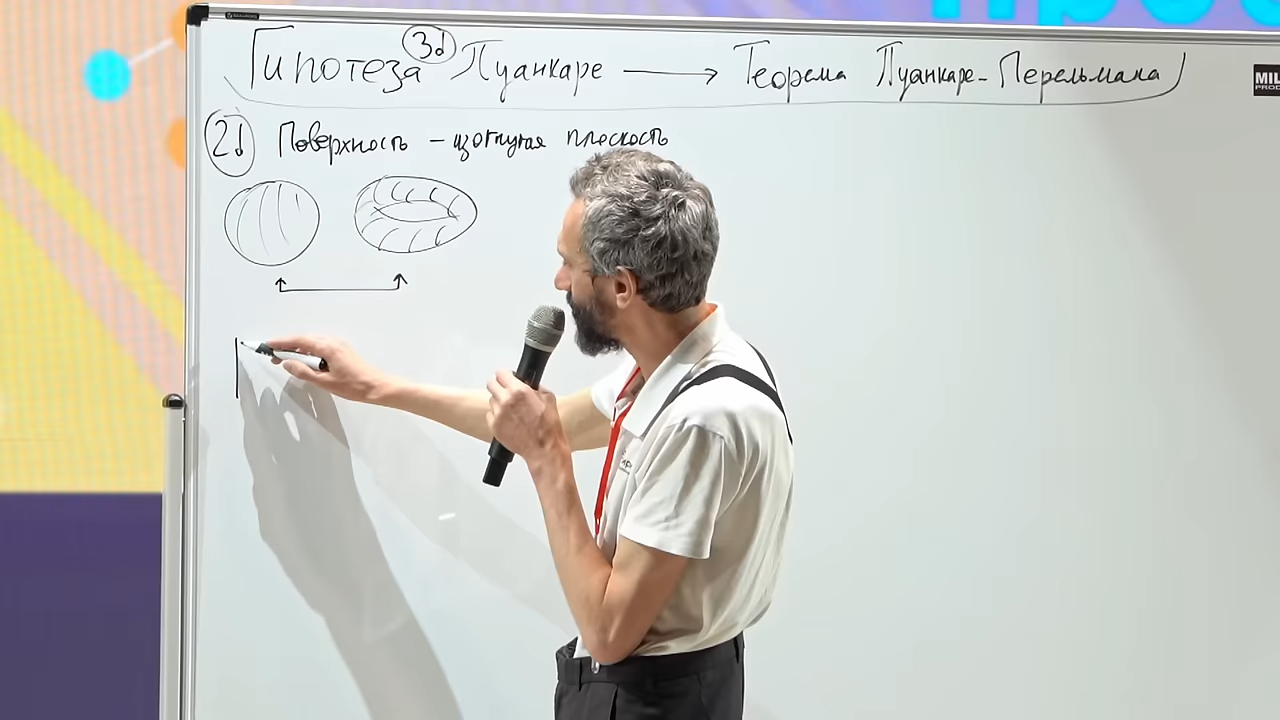 Гипотеза 3d Пуанкаре → Теорема Пуанкаре-Перельмана
2d Поверхность – изогнутая плоскость